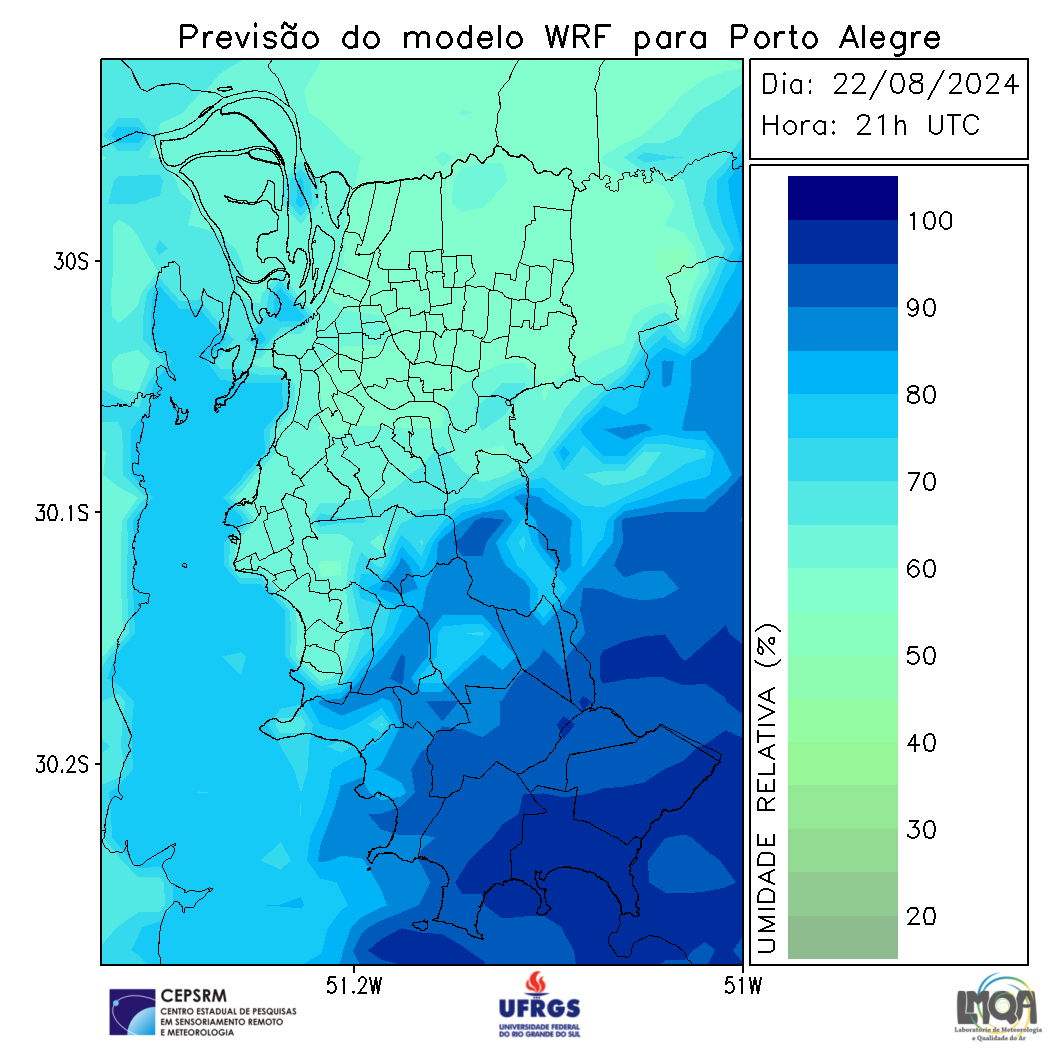 Previsão do modelo WRF para Porto Alegre
Dia: 22/08/2024
Hora: 21h UTC
30S
30.1S
30.2S
51.2W
51W
100
90
80
70
60
50
40
30
20
UMIDADE RELATIVA (%)
CEPSRM
CENTRO ESTADUAL DE PESQUISAS
EM SENSORIAMENTO REMOTO
E METEOROLOGIA
UFRGS
UNIVERSIDADE FEDERAL
DO RIO GRANDE DO SUL
LMQA
Laboratório de Meteorologia
e Qualidade do Ar